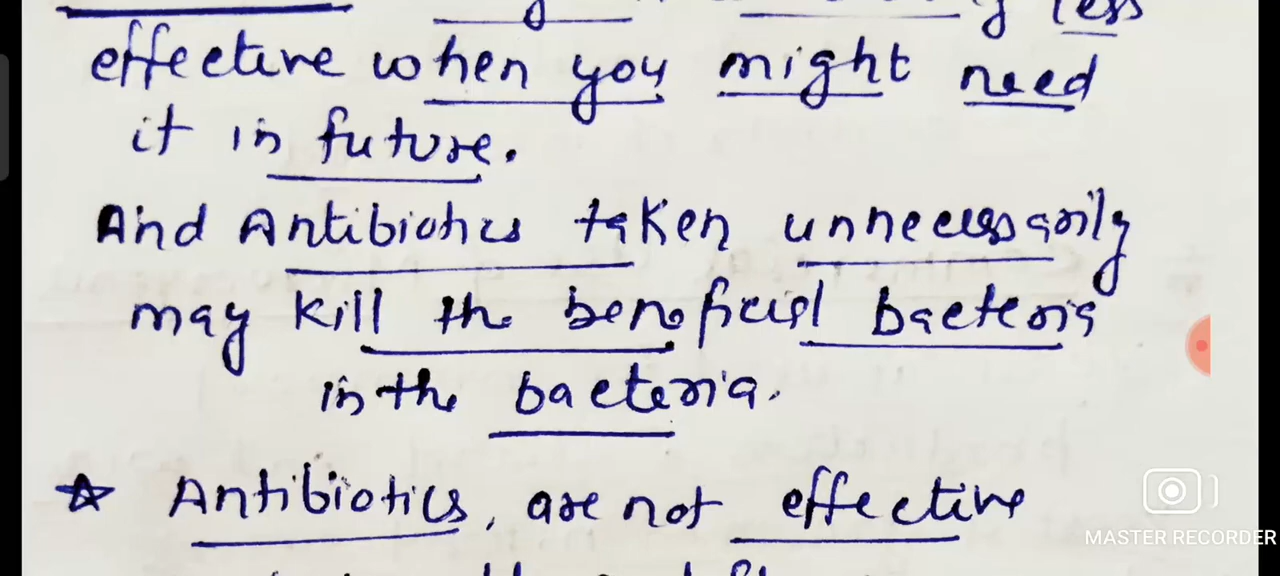 less
effective when you might need
it in future.
And Antibiotics taken unnecessarily
may kill the beneficial bacteria
in the bacteria.
☆ Antibiotics, are not effective
MASTER RECORDER